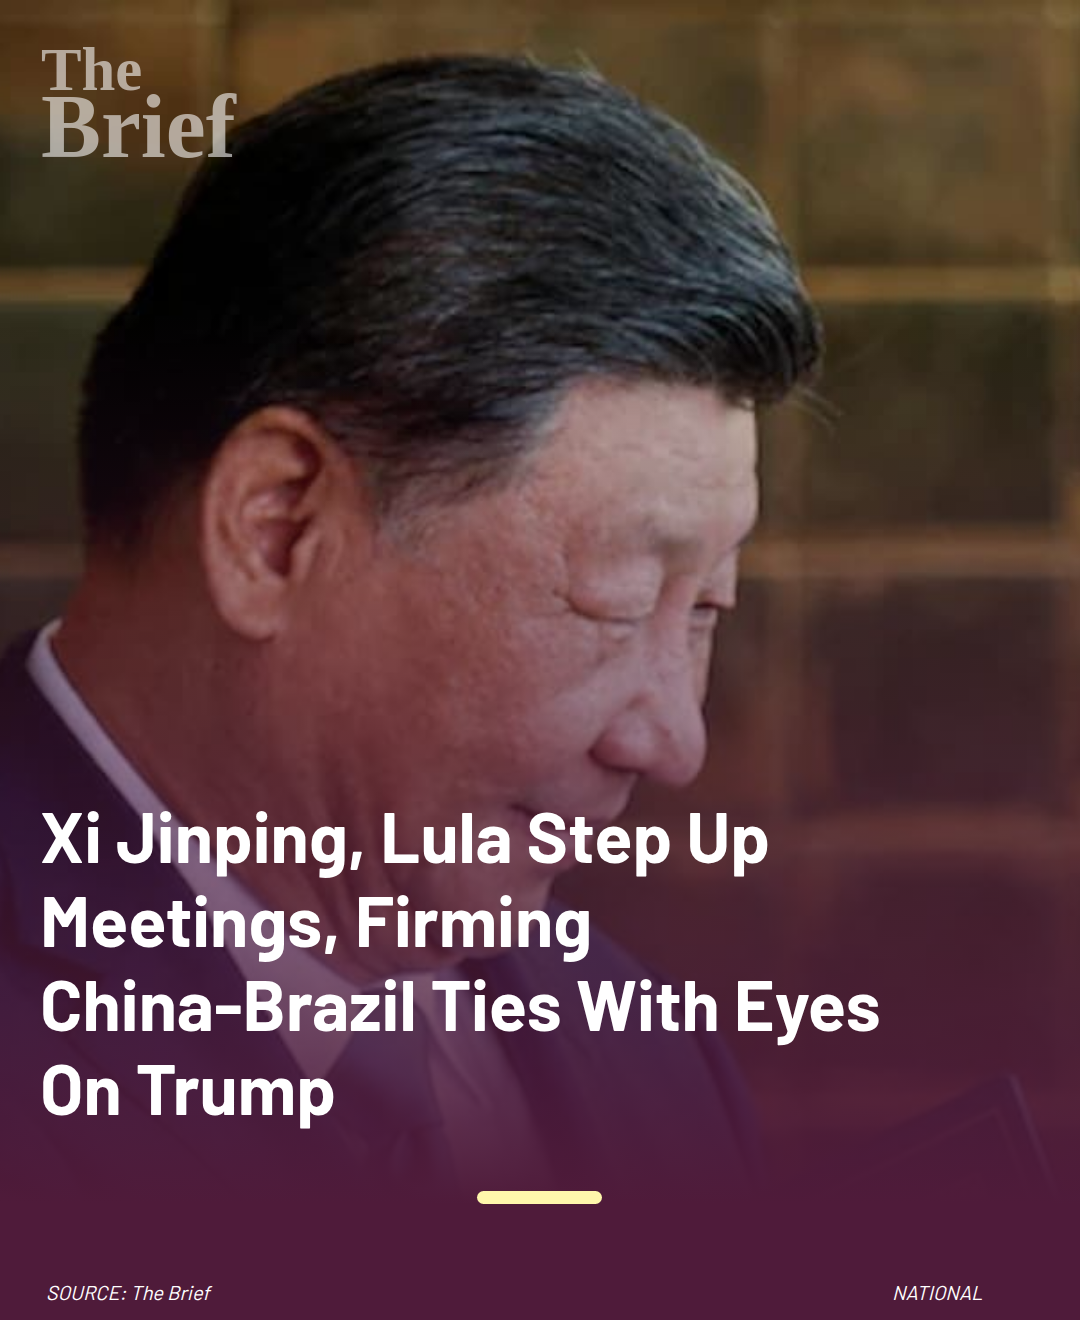 The
Brief
Xi Jinping, Lula Step Up
Meetings, Firming
China-Brazil Ties With Eyes
On Trump
SOURCE: The Brief
NATIONAL